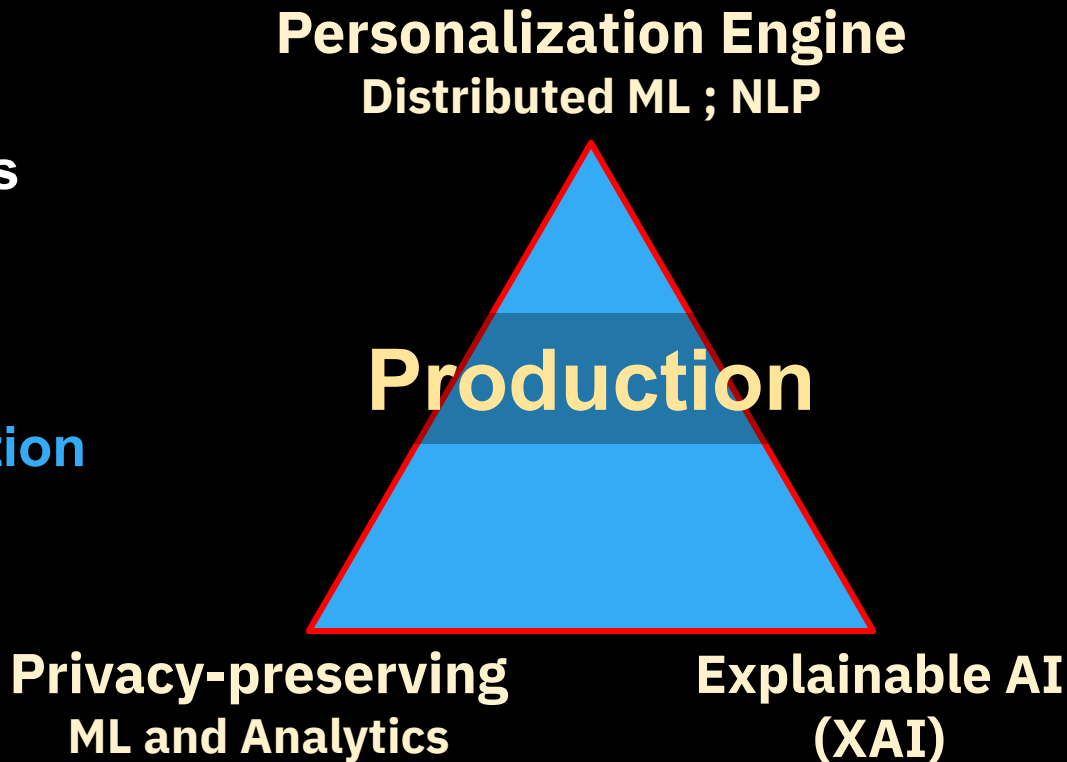 Personalization Engine
Distributed ML ; NLP
Production
Privacy-preserving
ML and Analytics
Explainable AI
(XAI)